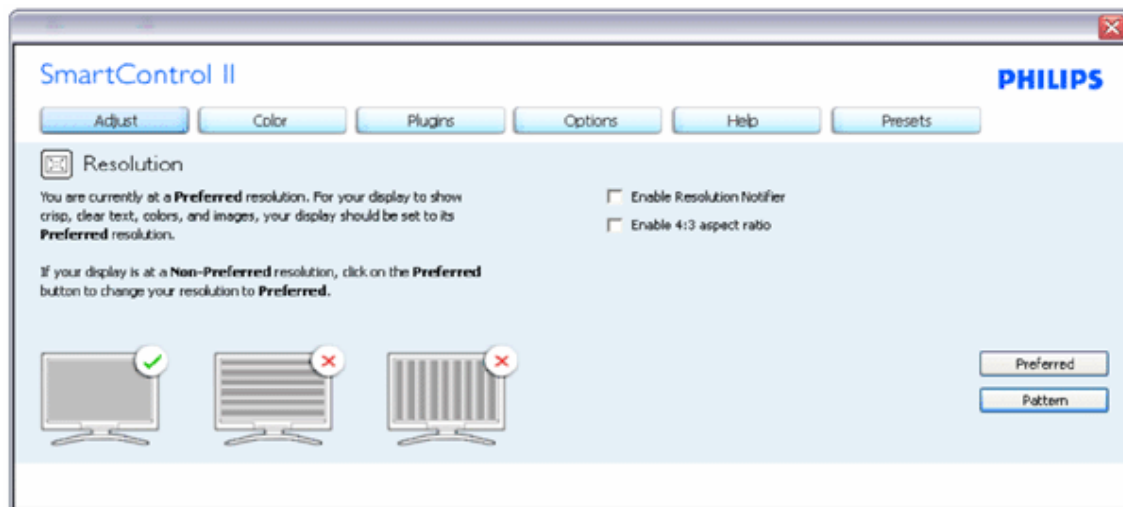 SmartControl II
PHILIPS
Adjust Color Plugins Options Help Presets
Resolution
You are currently at a Preferred resolution. For your display to show
crisp, clear text, colors, and images, your display should be set to its
Preferred resolution.
If your display is at a Non-Preferred resolution, click on the Preferred
button to change your resolution to Preferred.
Enable Resolution Notifier
Enable 4:3 aspect ratio
Preferred
Pattern